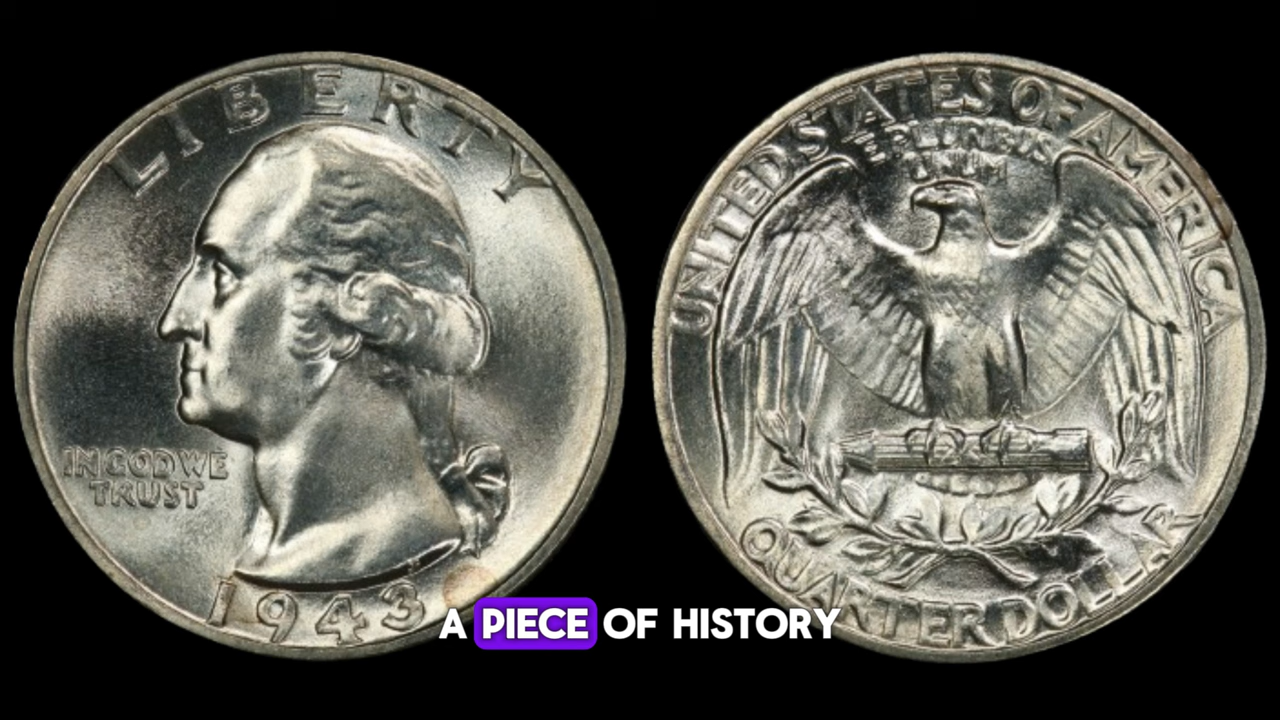 LIBERTY
IN GOD WE
TRUST
1943
UNITED STATES OF AMERICA
E PLURIBUS
UNUM
QUARTER DOLLAR
A PIECE OF HISTORY